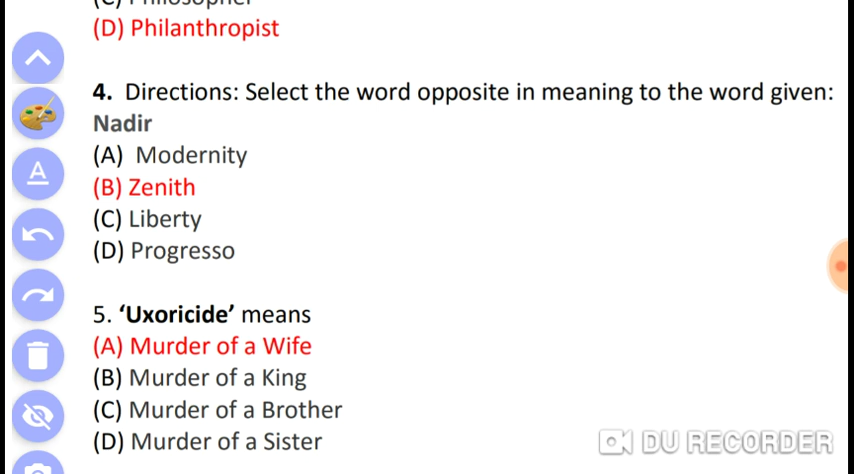 (D) Philanthropist
4. Directions: Select the word opposite in meaning to the word given:
Nadir
(A) Modernity
(B) Zenith
(C) Liberty
(D) Progresso
5. ‘Uxoricide’ means
(A) Murder of a Wife
(B) Murder of a King
(C) Murder of a Brother
(D) Murder of a Sister
A
DU RECORDER